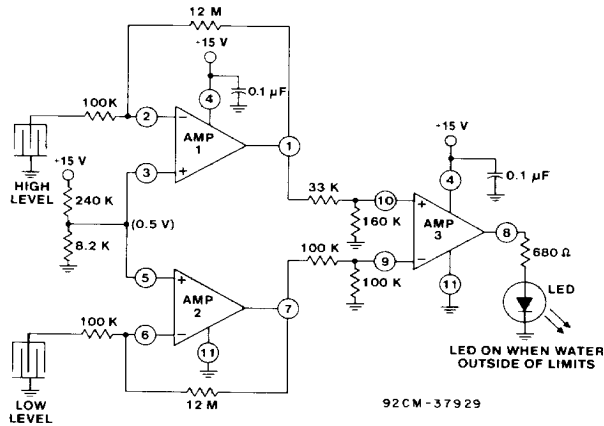 12 M
+15 V
4
0.1 µF
100K
2
AMP
1
1
HIGH
LEVEL
+15 V
240 K
3
(0.5 V)
8.2 K
33 K
10
160 K
+15 V
4
0.1 µF
AMP
3
8
680 Ω
LED
100 K
9
100 K
11
5
AMP
2
7
100 K
6
11
12 M
LOW
LEVEL
LED ON WHEN WATER
OUTSIDE OF LIMITS
92CM-37929